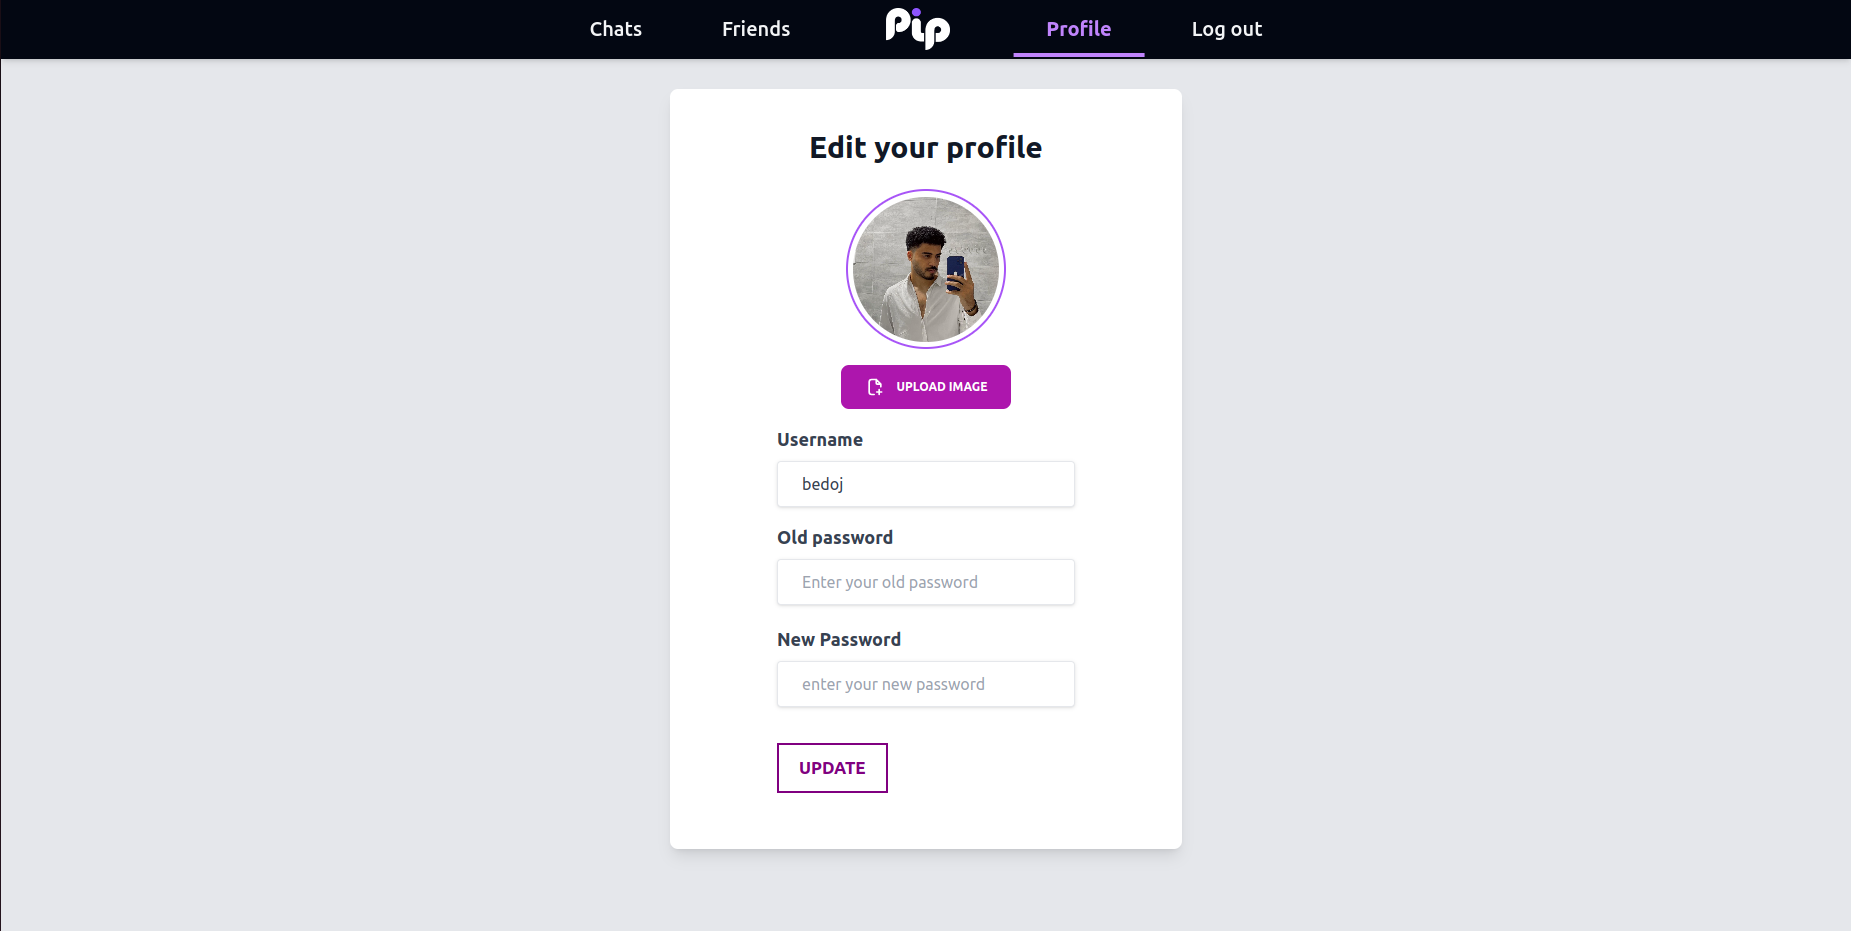 Chats Friends Pip Profile Log out
Edit your profile
UPLOAD IMAGE
Username
bedoj
Old password
Enter your old password
New Password
enter your new password
UPDATE